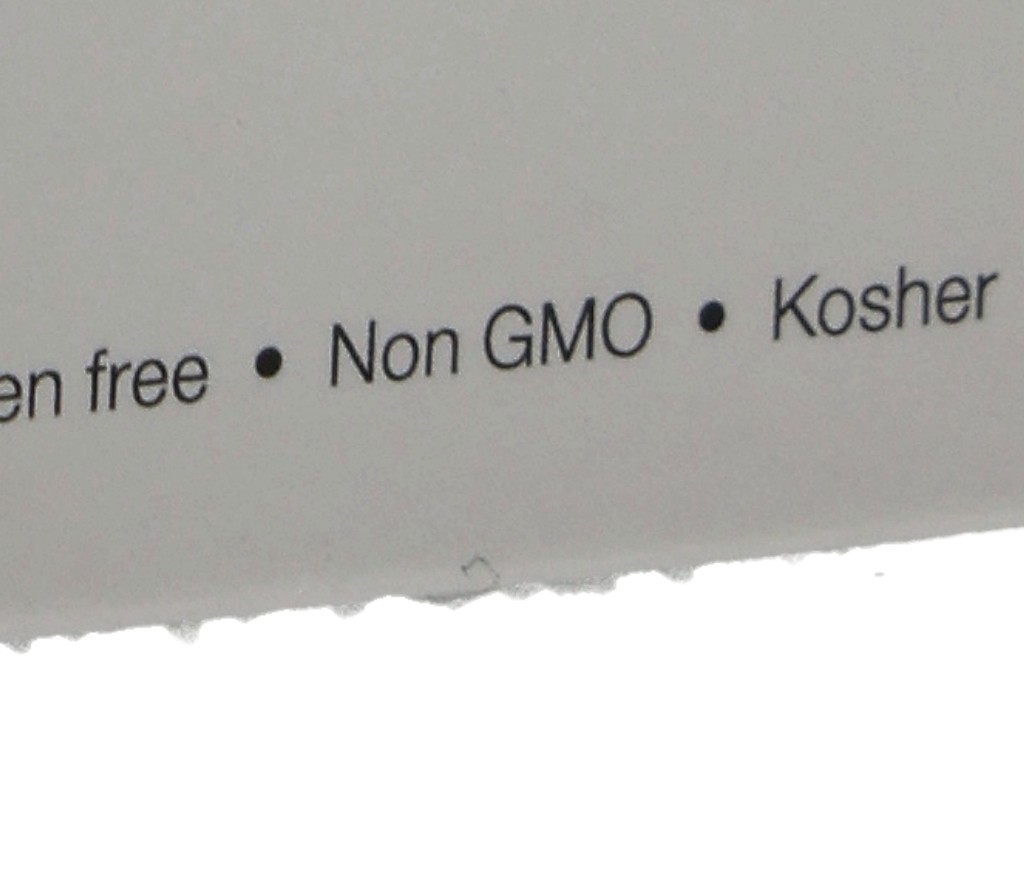 en free • Non GMO • Kosher